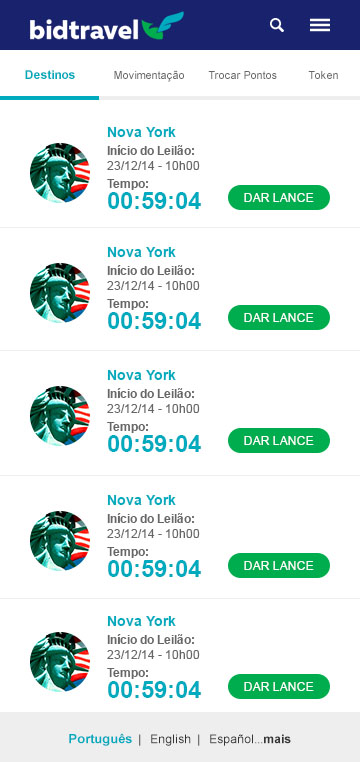 bidtravel
Destinos Movimentação Trocar Pontos Token
Nova York
Início do Leilão:
23/12/14 - 10h00
Tempo:
00:59:04 DAR LANCE
Nova York
Início do Leilão:
23/12/14 - 10h00
Tempo:
00:59:04 DAR LANCE
Nova York
Início do Leilão:
23/12/14 - 10h00
Tempo:
00:59:04 DAR LANCE
Nova York
Início do Leilão:
23/12/14 - 10h00
Tempo:
00:59:04 DAR LANCE
Nova York
Início do Leilão:
23/12/14 - 10h00
Tempo:
00:59:04 DAR LANCE
Português | English | Español...mais